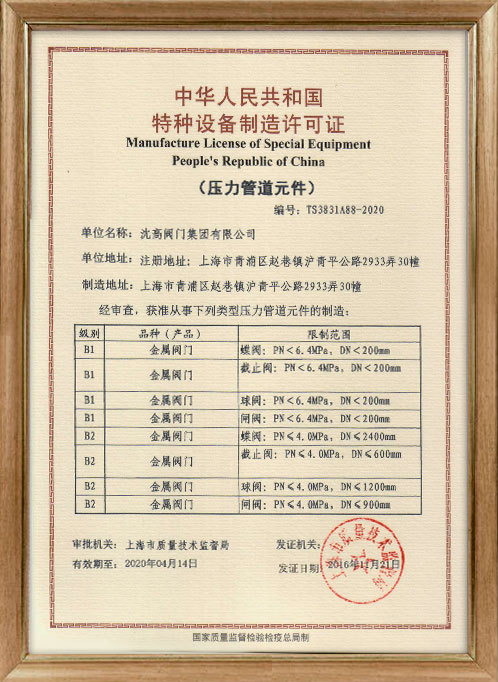 中华人民共和国
特种设备制造许可证
Manufacture License of Special Equipment
People's Republic of China
（压力管道元件）
编号：TS3831A88-2020
单位名称：沈高阀门集团有限公司
单位地址：注册地址：上海市青浦区赵巷镇沪青平公路2933弄30幢
制造地址：上海市青浦区赵巷镇沪青平公路2933弄30幢
经审查，获准从事下列类型压力管道元件的制造：
级别 品种（产品） 限制范围
B1 金属阀门 蝶阀：PN＜6.4MPa，DN＜200mm
B1 金属阀门 截止阀：PN＜6.4MPa，DN＜200mm
B1 金属阀门 球阀：PN＜6.4MPa，DN＜200mm
B1 金属阀门 闸阀：PN＜6.4MPa，DN＜200mm
B2 金属阀门 蝶阀：PN≤4.0MPa，DN≤2400mm
B2 金属阀门 截止阀：PN≤4.0MPa，DN≤600mm
B2 金属阀门 球阀：PN≤4.0MPa，DN≤1200mm
B2 金属阀门 闸阀：PN≤4.0MPa，DN≤900mm
审批机关：上海市质量技术监督局 发证机关：
有效期至：2020年04月14日 发证日期：2016年11月21日
上海市质量技术监督局
国家质量监督检验检疫总局制